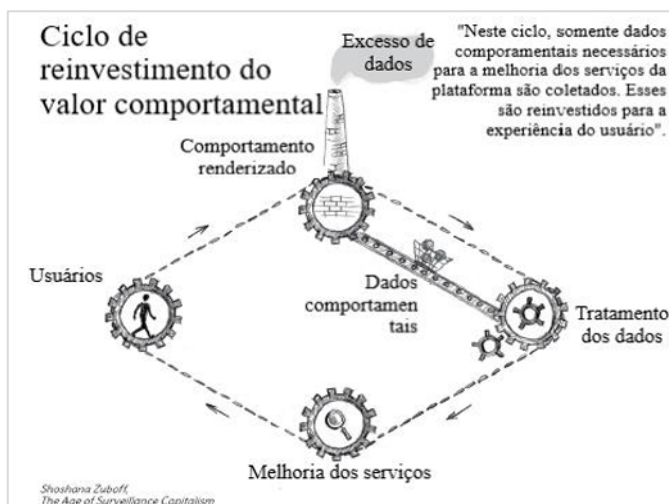 Ciclo de
reinvestimento do
valor comportamental
Excesso de
dados
"Neste ciclo, somente dados
comporamentais necessários
para a melhoria dos serviços da
plataforma são coletados. Esses
são reinvestidos para a
experiência do usuário".
Comportamento
renderizado
Usuários
Dados
comportamen
tais
Tratamento
dos dados
Melhoria dos serviços
Shoshana Zuboff,
The Age of Surveillance Capitalism